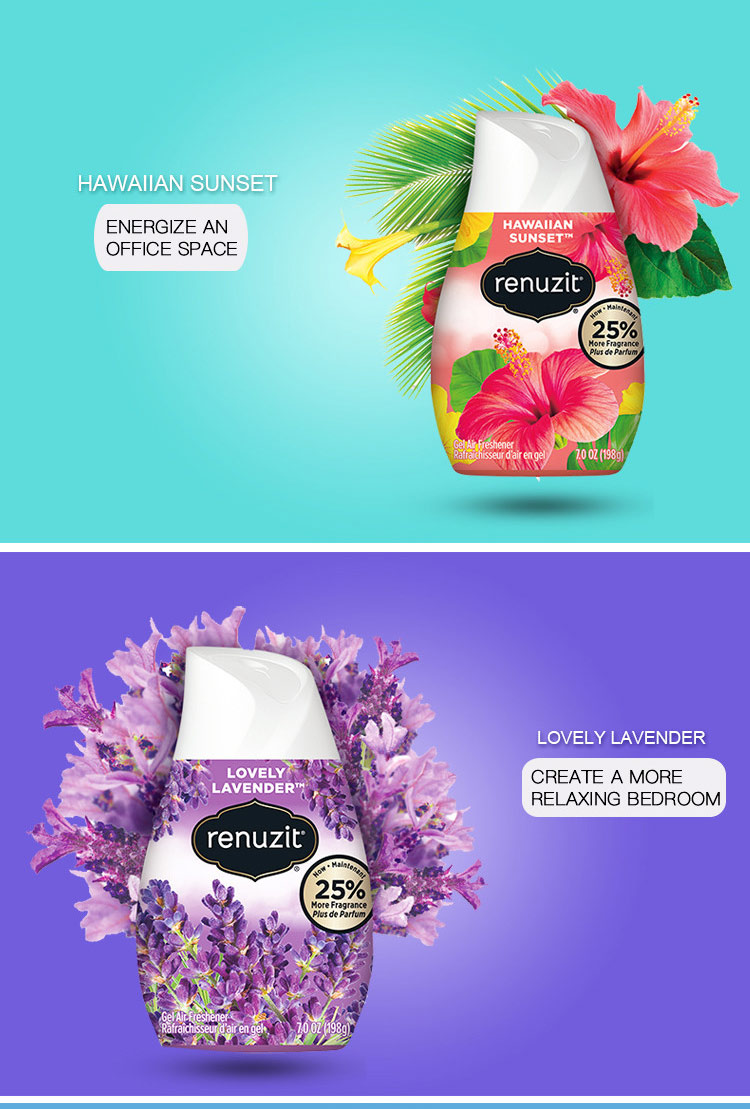 HAWAIIAN SUNSET
ENERGIZE AN
OFFICE SPACE
HAWAIIAN
SUNSET™
renuzit®
Now • Maintenant
25%
More Fragrance
Plus de Parfum
Gel Air Freshener
Rafraîchisseur d'air en gel
7.0 OZ (198g)
LOVELY
LAVENDER™
renuzit®
Now • Maintenant
25%
More Fragrance
Plus de Parfum
Gel Air Freshener
Rafraîchisseur d'air en gel
7.0 OZ (198g)
LOVELY LAVENDER
CREATE A MORE
RELAXING BEDROOM